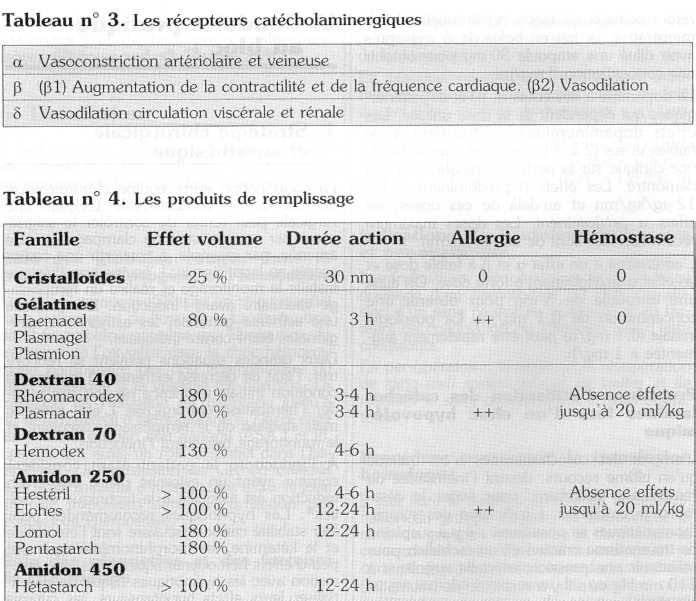 Tableau n° 3. Les récepteurs catécholaminergiques
α Vasoconstriction artériolaire et veineuse
β (β1) Augmentation de la contractilité et de la fréquence cardiaque. (β2) Vasodilation
δ Vasodilation circulation viscérale et rénale
Tableau n° 4. Les produits de remplissage
Famille Effet volume Durée action Allergie Hémostase
Cristalloïdes 25 % 30 nm 0 0
Gélatines
Haemacel 80 % 3 h ++ 0
Plasmagel
Plasmion
Dextran 40
Rhéomacrodex 180 % 3-4 h Absence effets
Plasmacair 100 % 3-4 h ++ jusqu'à 20 ml/kg
Dextran 70
Hemodex 130 % 4-6 h
Amidon 250
Hestéril > 100 % 4-6 h Absence effets
Elohes > 100 % 12-24 h ++ jusqu'à 20 ml/kg
Lomol 180 % 12-24 h
Pentastarch 180 %
Amidon 450
Hétastarch > 100 % 12-24 h